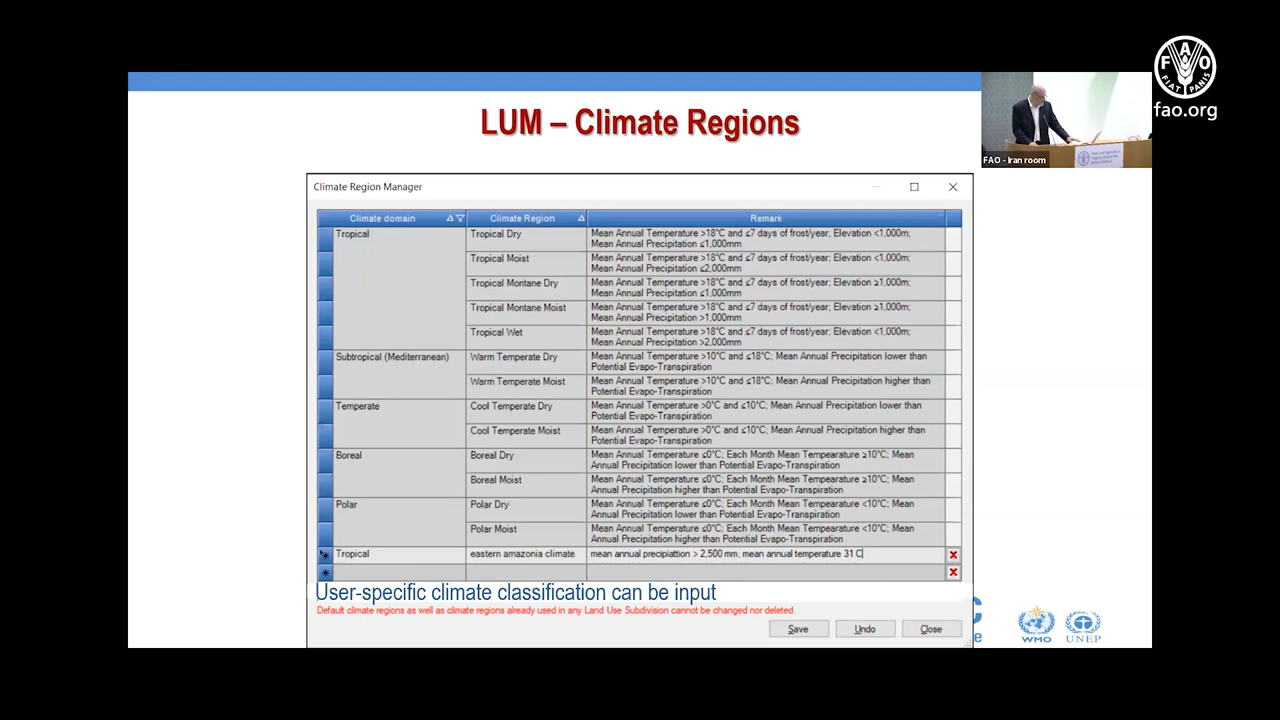 LUM – Climate Regions
FAO - Iran room
FAO
FIAT PANIS
fao.org
Climate Region Manager
Climate domain Climate Region Remark
Tropical Tropical Dry Mean Annual Temperature >18°C and ≤7 days of frost/year; Elevation <1,000m;
Mean Annual Precipitation ≤1,000mm
Tropical Moist Mean Annual Temperature >18°C and ≤7 days of frost/year; Elevation <1,000m;
Mean Annual Precipitation ≤2,000mm
Tropical Montane Dry Mean Annual Temperature >18°C and ≤7 days of frost/year; Elevation ≥1,000m;
Mean Annual Precipitation ≤1,000mm
Tropical Montane Moist Mean Annual Temperature >18°C and ≤7 days of frost/year; Elevation ≥1,000m;
Mean Annual Precipitation >1,000mm
Tropical Wet Mean Annual Temperature >18°C and ≤7 days of frost/year; Elevation <1,000m;
Mean Annual Precipitation >2,000mm
Subtropical (Mediterranean) Warm Temperate Dry Mean Annual Temperature >10°C and ≤18°C; Mean Annual Precipitation lower than
Potential Evapo-Transpiration
Warm Temperate Moist Mean Annual Temperature >10°C and ≤18°C; Mean Annual Precipitation higher than
Potential Evapo-Transpiration
Temperate Cool Temperate Dry Mean Annual Temperature >0°C and ≤10°C; Mean Annual Precipitation lower than
Potential Evapo-Transpiration
Cool Temperate Moist Mean Annual Temperature >0°C and ≤10°C; Mean Annual Precipitation higher than
Potential Evapo-Transpiration
Boreal Boreal Dry Mean Annual Temperature ≤0°C; Each Month Mean Tempearature ≥10°C; Mean
Annual Precipitation lower than Potential Evapo-Transpiration
Boreal Moist Mean Annual Temperature ≤0°C; Each Month Mean Tempearature ≥10°C; Mean
Annual Precipitation higher than Potential Evapo-Transpiration
Polar Polar Dry Mean Annual Temperature ≤0°C; Each Month Mean Tempearature <10°C; Mean
Annual Precipitation lower than Potential Evapo-Transpiration
Polar Moist Mean Annual Temperature ≤0°C; Each Month Mean Tempearature <10°C; Mean
Annual Precipitation higher than Potential Evapo-Transpiration
Tropical eastern amazonia climate mean annual precipiattion > 2,500 mm; mean annual temperature 31 C
User-specific climate classification can be input
Default climate regions as well as climate regions already used in any Land Use Subdivision cannot be changed nor deleted.
Save Undo Close
WMO UNEP